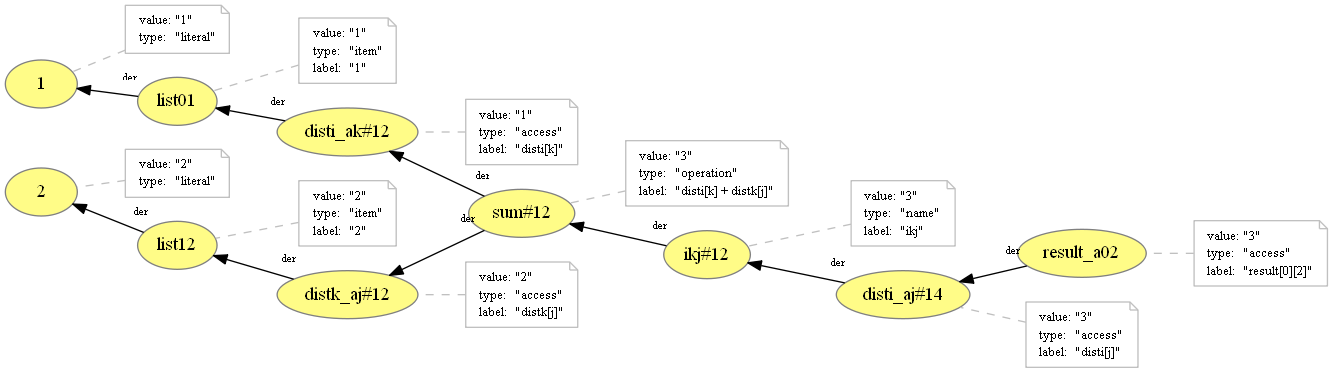 value: "1"
type: "literal"
1
der
value: "1"
type: "item"
label: "1"
list01
der
disti_ak#12
value: "1"
type: "access"
label: "disti[k]"
der
value: "2"
type: "literal"
2
der
value: "2"
type: "item"
label: "2"
list12
der
distk_aj#12
value: "2"
type: "access"
label: "distk[j]"
der
sum#12
value: "3"
type: "operation"
label: "disti[k] + distk[j]"
der
ikj#12
value: "3"
type: "name"
label: "ikj"
der
disti_aj#14
value: "3"
type: "access"
label: "disti[j]"
der
result_a02
value: "3"
type: "access"
label: "result[0][2]"